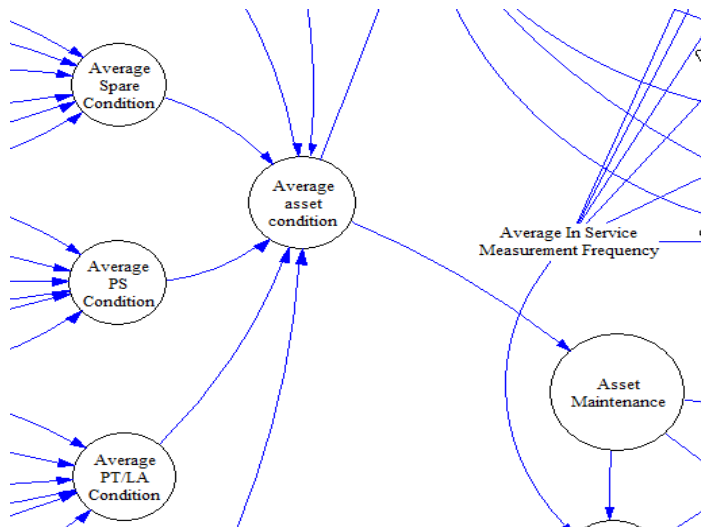 Average
Spare
Condition
Average
asset
condition
Average In Service
Measurement Frequency
Average
PS
Condition
Asset
Maintenance
Average
PT/LA
Condition